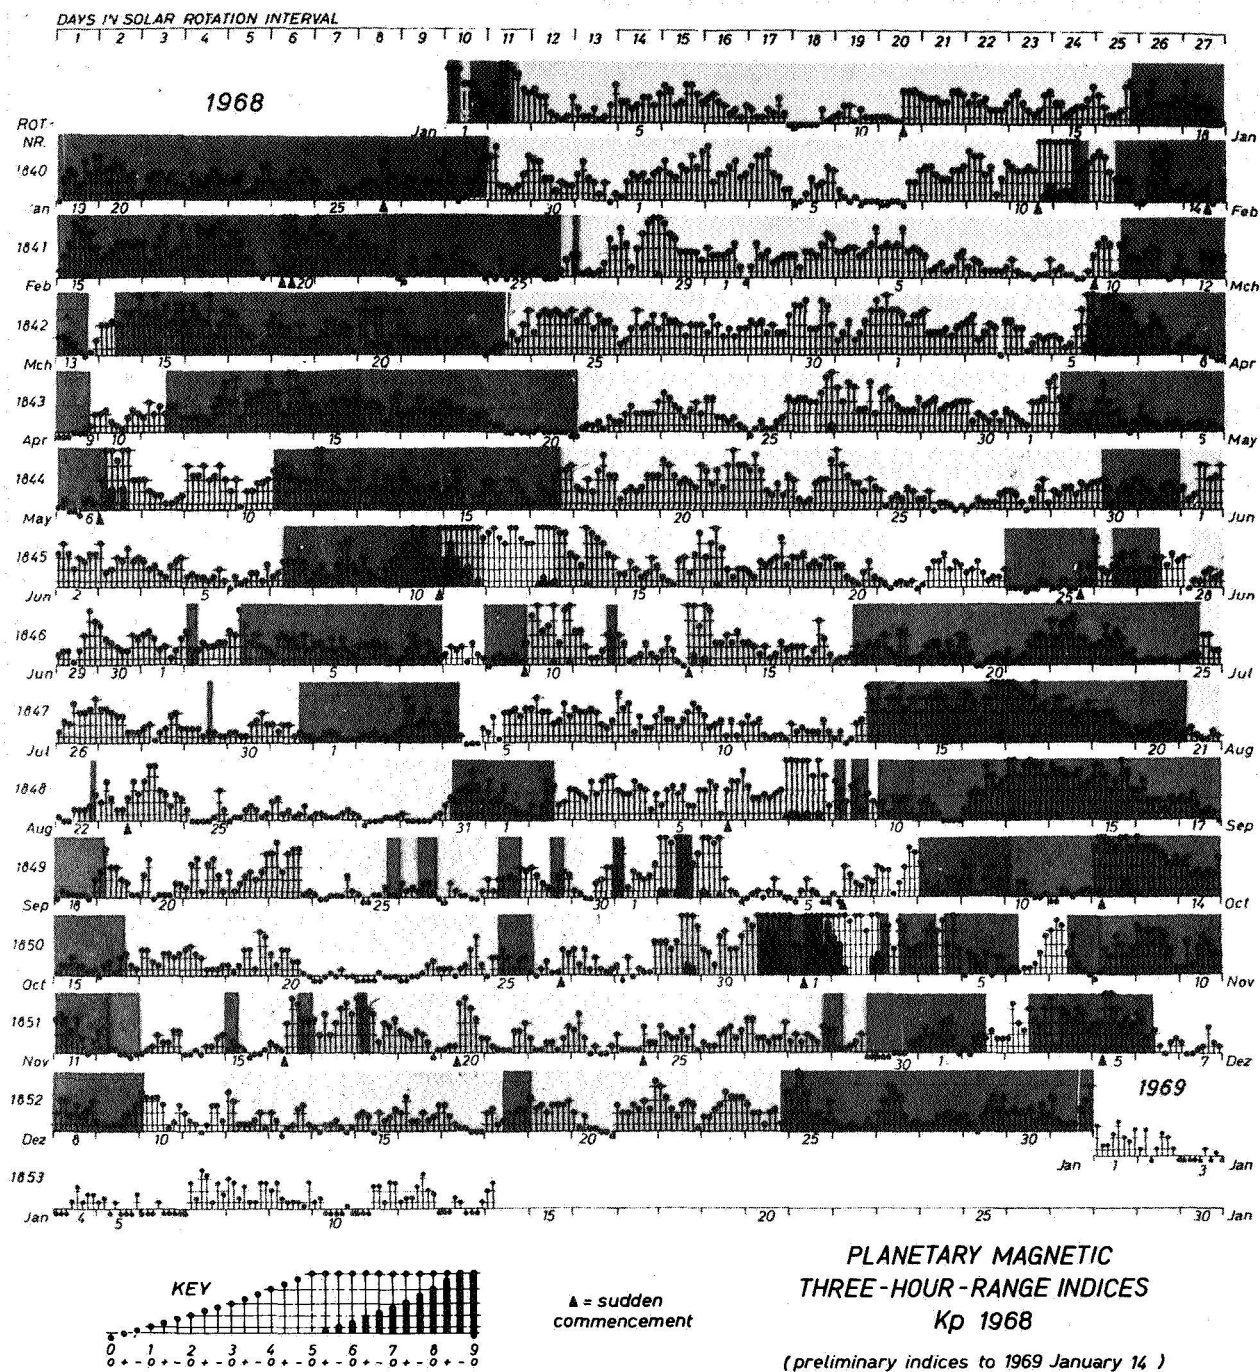 DAYS IN SOLAR ROTATION INTERVAL
1 2 3 4 5 6 7 8 9 10 11 12 13 14 15 16 17 18 19 20 21 22 23 24 25 26 27
1968
ROT-
NR.
Jan 1 5 10 15 18 Jan
1840
Jan 19 20 25 30 1 5 10 14 Feb
1841
Feb 15 20 25 29 1 5 10 12 Mch
1842
Mch 13 15 20 25 30 1 5 Apr
1843
Apr 9 10 15 20 25 30 1 5 May
1844
May 6 10 15 20 25 30 1 Jun
1845
Jun 2 5 10 15 20 25 28 Jun
1846
Jun 29 30 1 5 10 15 20 25 Jul
1847
Jul 26 30 1 5 10 15 20 21 Aug
1848
Aug 22 25 31 1 5 10 15 17 Sep
1849
Sep 18 20 25 30 1 5 10 14 Oct
1850
Oct 15 20 25 30 1 5 10 Nov
1851
Nov 11 15 20 25 30 1 5 7 Dez
1852
Dez 8 10 15 20 25 30
1969
Jan 1 3 Jan
1853
Jan 4 5 10 15 20 25 30 Jan
KEY
0 1 2 3 4 5 6 7 8 9
o + - o + - o + - o + - o + - o + - o + - o + - o + - o
▲ = sudden
commencement
PLANETARY MAGNETIC
THREE-HOUR-RANGE INDICES
Kp 1968
(preliminary indices to 1969 January 14)